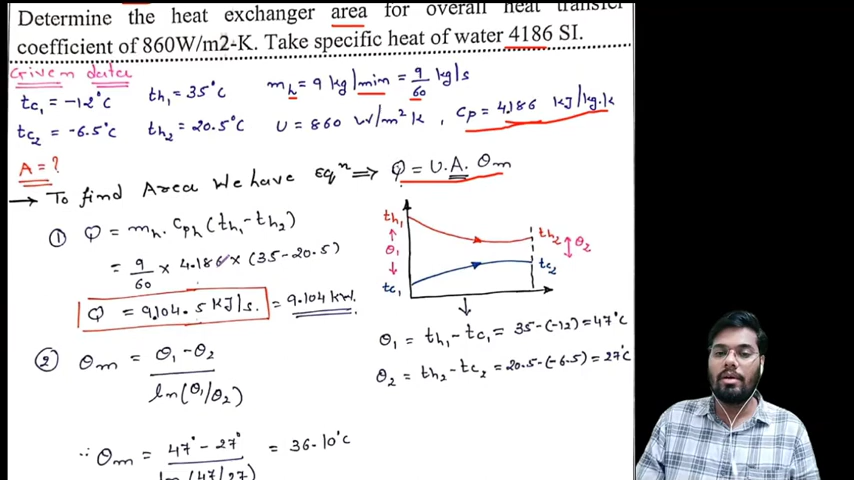 Determine the heat exchanger area for overall heat transfer
coefficient of 860W/m2-K. Take specific heat of water 4186 SI.
Given data
tc1 = -12°C th1 = 35°C mh = 9 kg/min = 9/60 kg/s
tc2 = -6.5°C th2 = 20.5°C U = 860 W/m²k , Cp = 4.186 kJ/kg.k
A = ?
→ To find Area We have eqⁿ ⇒ Q = U.A. θm
① Q = mh . Cph (th1 - th2)
= 9/60 × 4.186 × (35 - 20.5)
Q = 9,104.5 KJ/s. = 9.104 kW.
th1
θ1
tc1
th2
θ2
tc2
θ1 = th1 - tc1 = 35 - (-12) = 47°C
θ2 = th2 - tc2 = 20.5 - (-6.5) = 27°C
② θm = θ1 - θ2 / ln(θ1/θ2)
∵ θm = 47° - 27° / ln(47/27) = 36.10°C